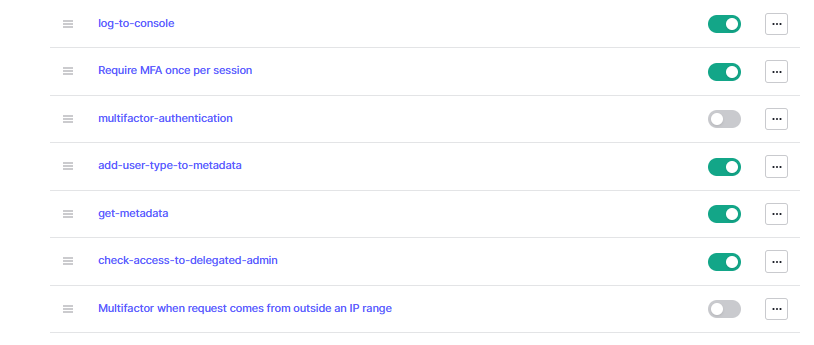 log-to-console
Require MFA once per session
multifactor-authentication
add-user-type-to-metadata
get-metadata
check-access-to-delegated-admin
Multifactor when request comes from outside an IP range